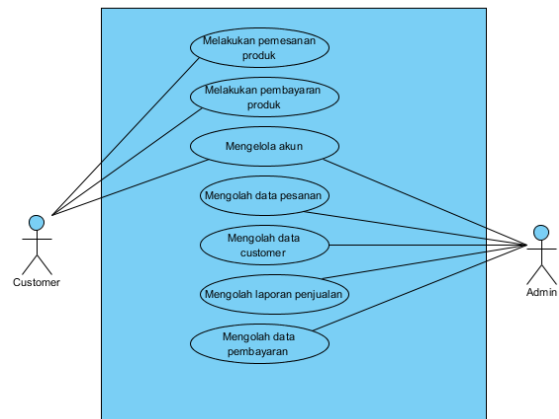 Melakukan pemesanan
produk
Melakukan pembayaran
produk
Mengelola akun
Mengolah data pesanan
Mengolah data
customer
Mengolah laporan penjualan
Mengolah data
pembayaran
Customer
Admin